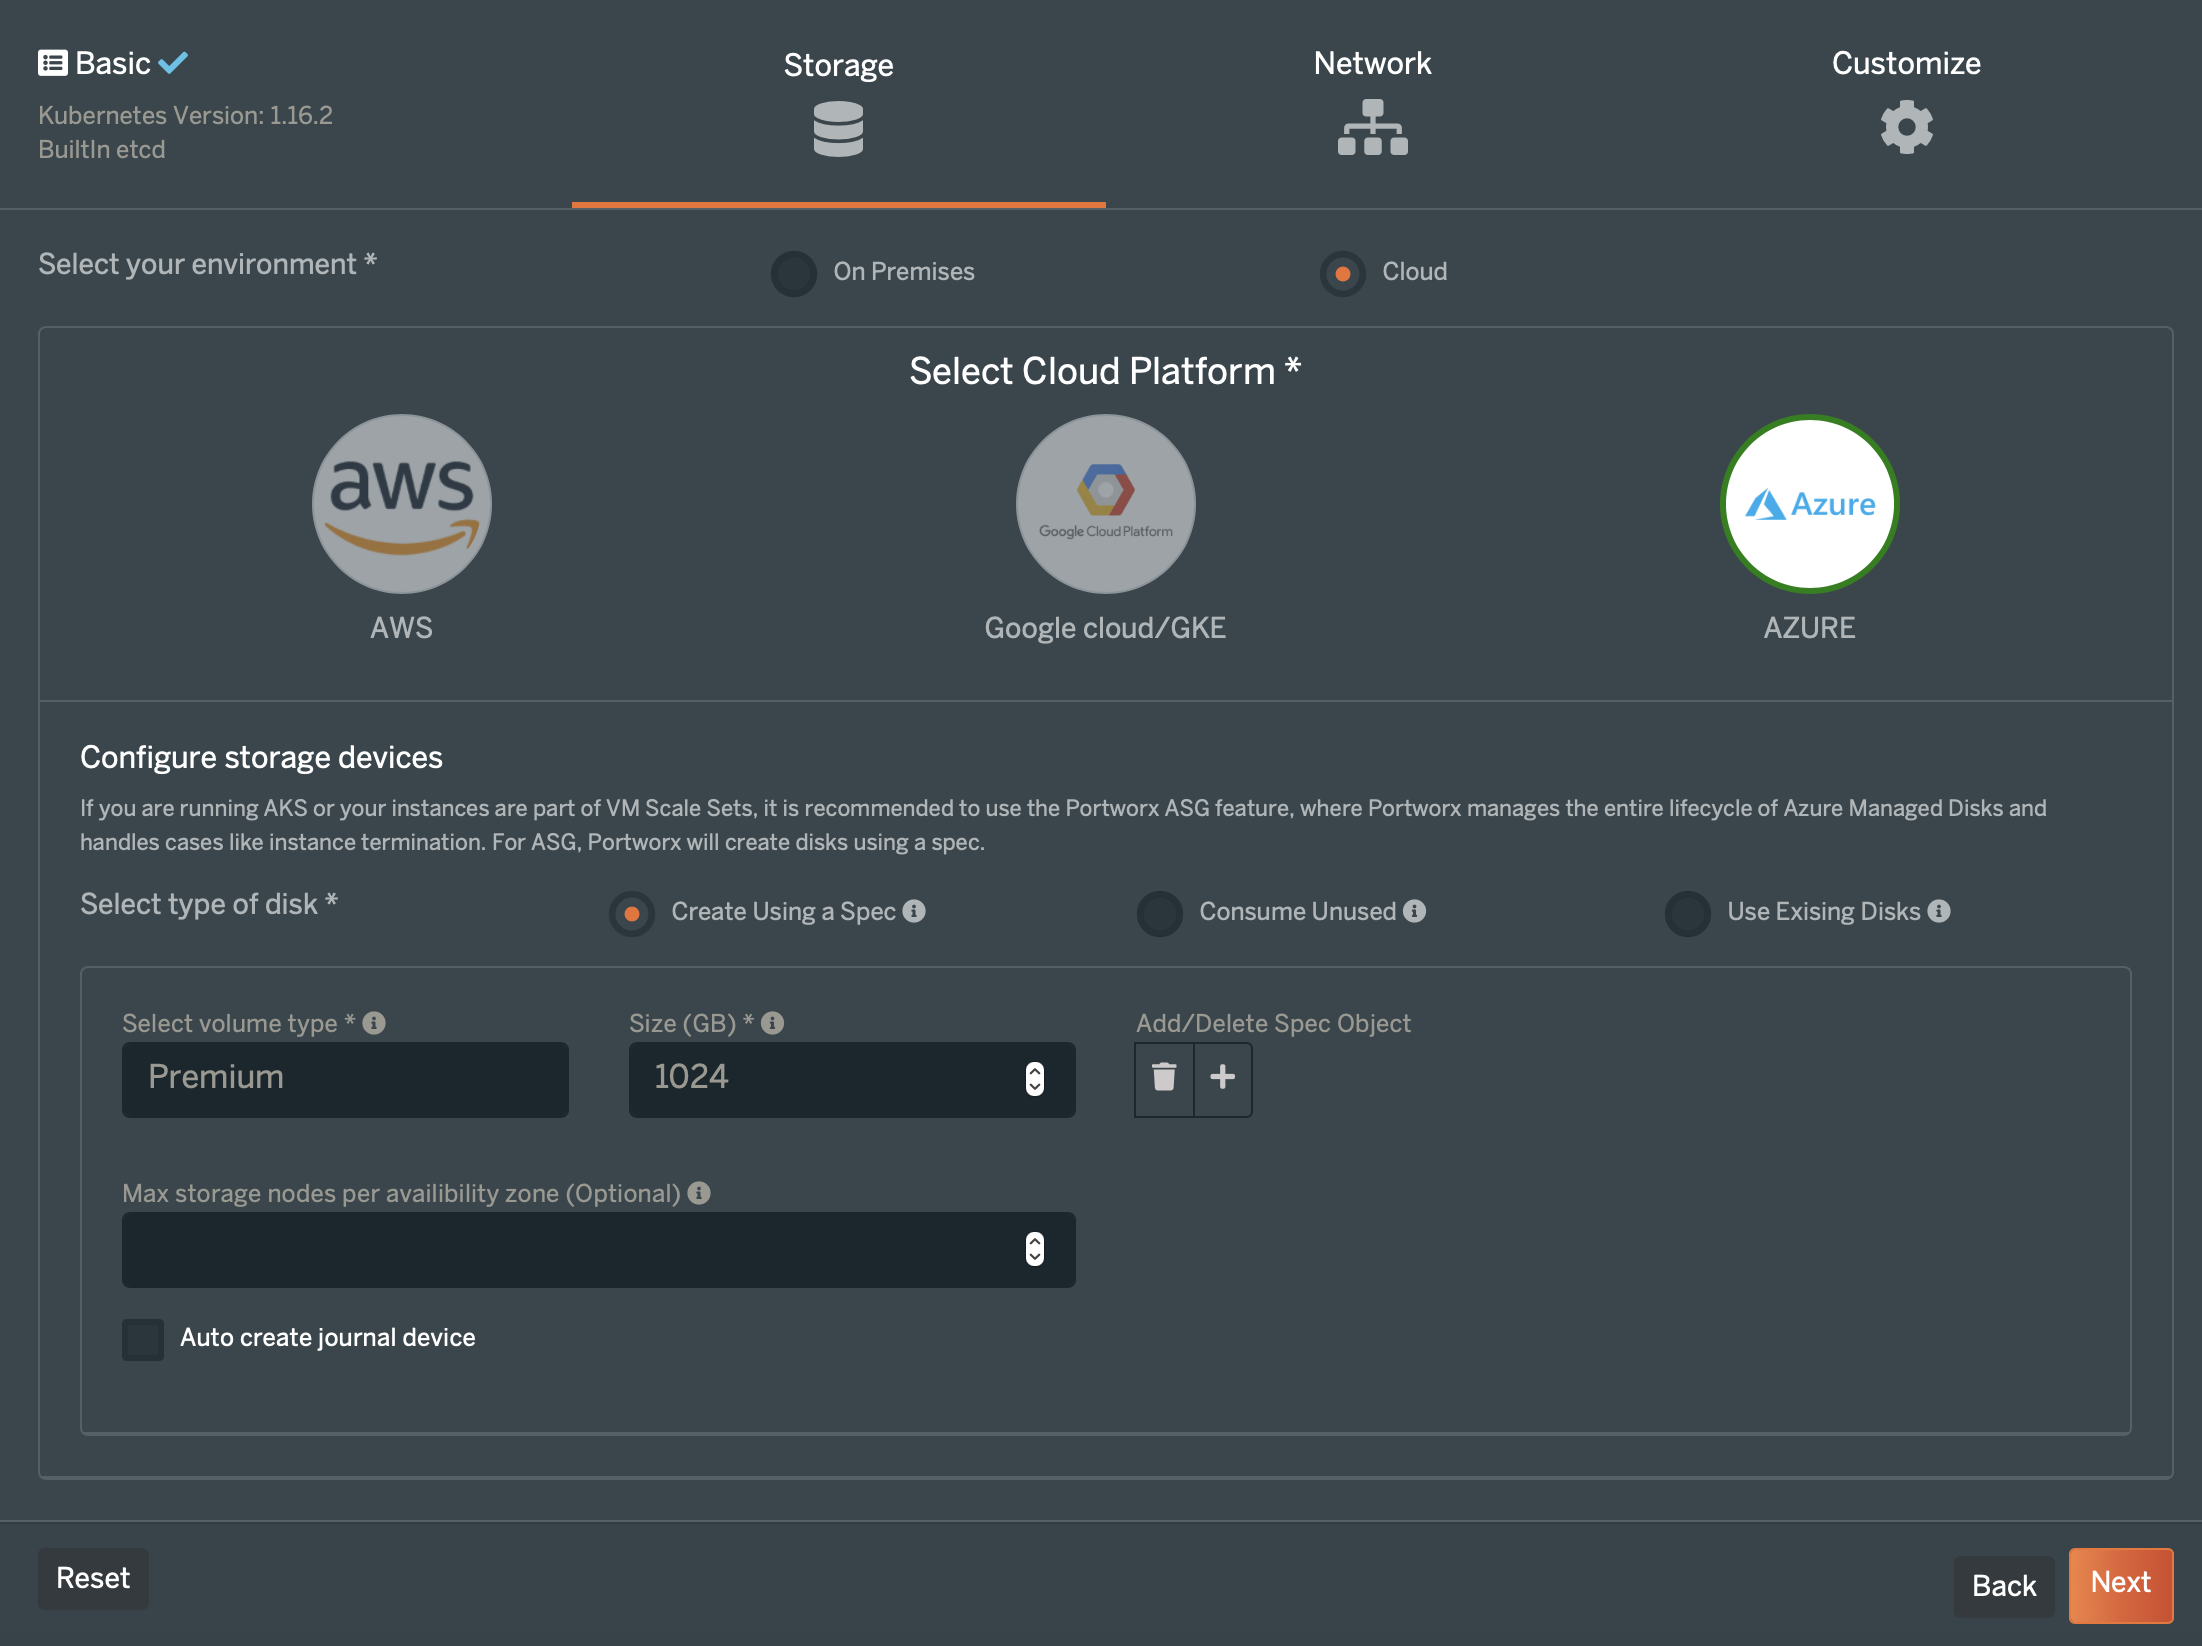 Basic
Kubernetes Version: 1.16.2
BuiltIn etcd
Storage
Network
Customize
Select your environment *
On Premises
Cloud
Select Cloud Platform *
aws
Google Cloud Platform
Azure
AWS
Google cloud/GKE
AZURE
Configure storage devices
If you are running AKS or your instances are part of VM Scale Sets, it is recommended to use the Portworx ASG feature, where Portworx manages the entire lifecycle of Azure Managed Disks and
handles cases like instance termination. For ASG, Portworx will create disks using a spec.
Select type of disk *
Create Using a Spec
Consume Unused
Use Exising Disks
Select volume type *
Size (GB) *
Add/Delete Spec Object
Premium
1024
Max storage nodes per availibility zone (Optional)
Auto create journal device
Reset
Back
Next